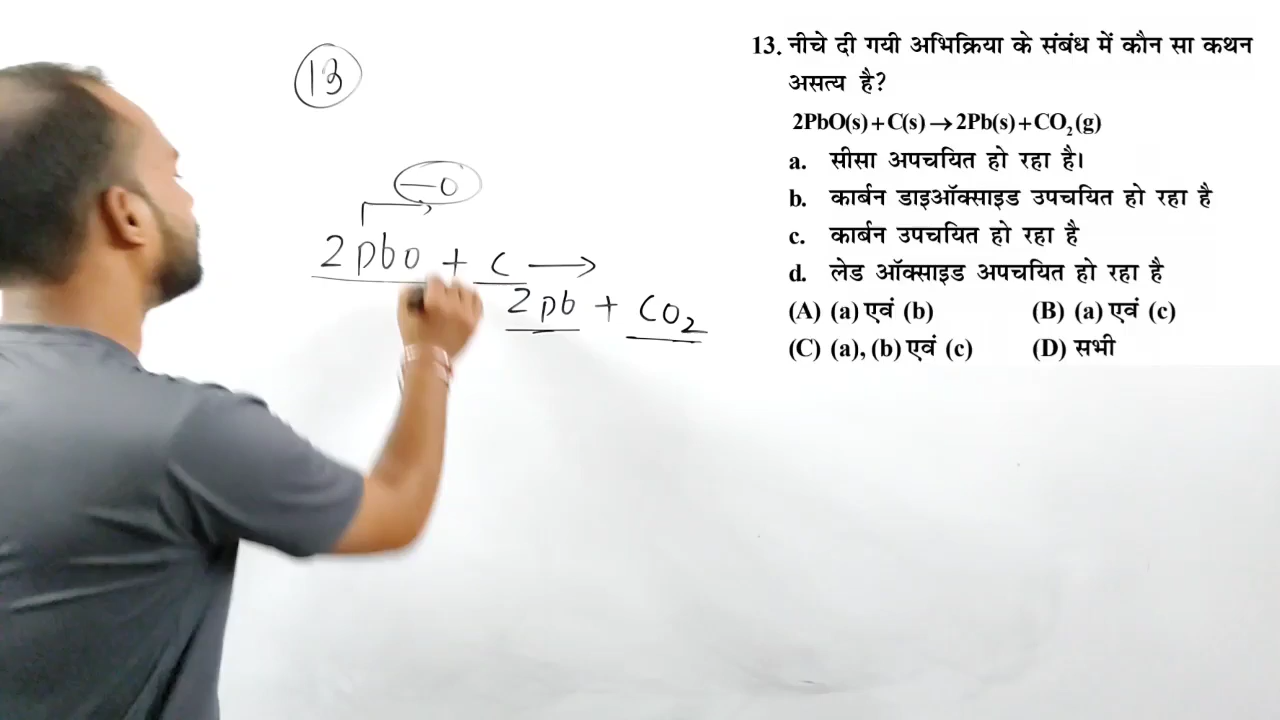 13
—o
2pbo + c ⟶
2pb + CO₂
13. नीचे दी गयी अभिक्रिया के संबंध में कौन सा कथन
असत्य है?
2PbO(s)+C(s)→2Pb(s)+CO₂(g)
a. सीसा अपचयित हो रहा है।
b. कार्बन डाइऑक्साइड उपचयित हो रहा है
c. कार्बन उपचयित हो रहा है
d. लेड ऑक्साइड अपचयित हो रहा है
(A) (a) एवं (b) (B) (a) एवं (c)
(C) (a), (b) एवं (c) (D) सभी